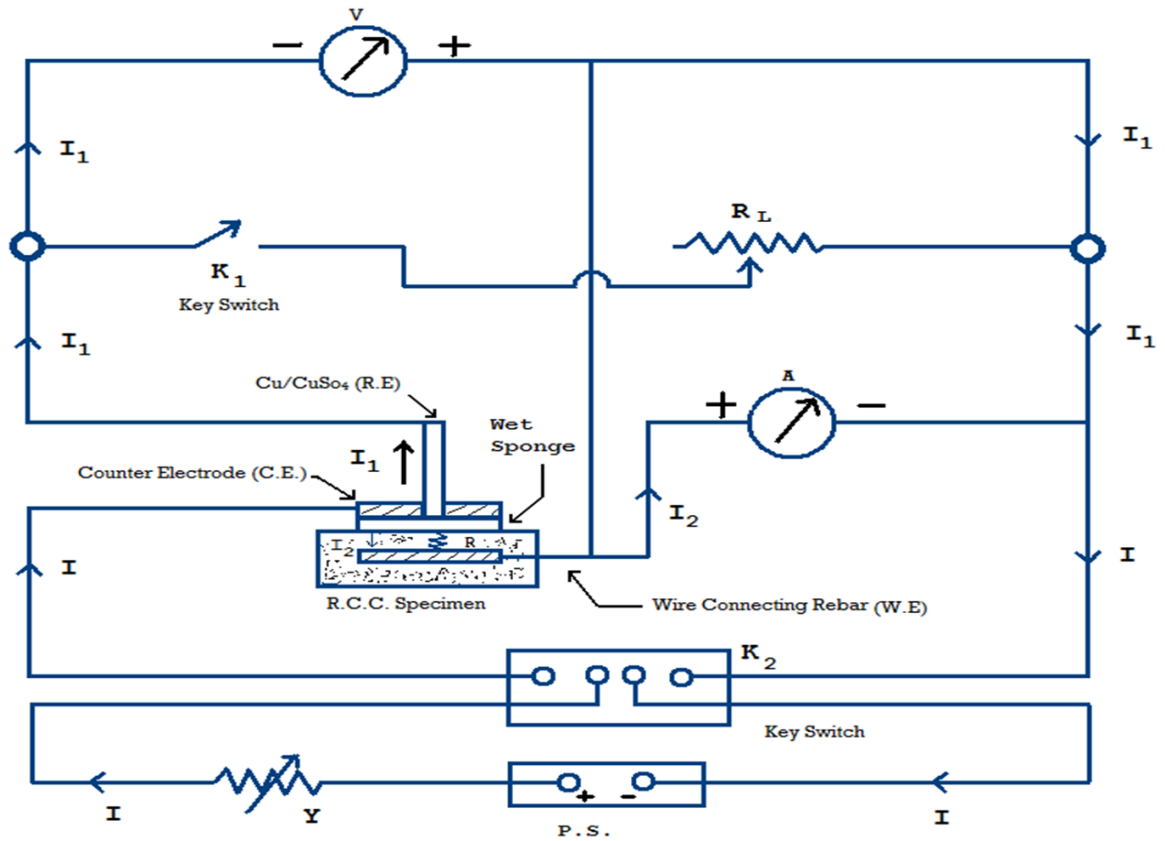 V
− +
I₁ I₁
R_L
K₁
Key Switch
I₁ I₁
Cu/CuSo₄ (R.E)
A
+ −
Wet
Sponge
I₁
Counter Electrode (C.E.)
I₂
I₂ R
I I
R.C.C. Specimen
Wire Connecting Rebar (W.E)
K₂
Key Switch
+ −
I Y I
P.S.